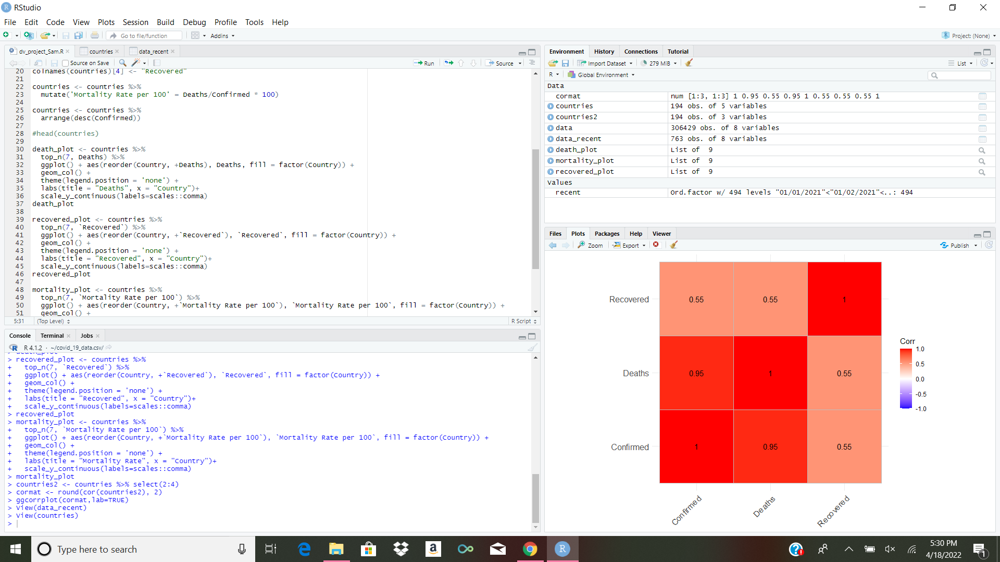 RStudio
File Edit Code View Plots Session Build Debug Profile Tools Help
Go to file/function Addins Project: (None)
dv_project_Sam.R countries data_recent
Source on Save Run Source
20 colnames(countries)[4] <- "Recovered"
21
22 countries <- countries %>%
23 mutate('Mortality Rate per 100' = Deaths/Confirmed * 100)
24
25 countries <- countries %>%
26 arrange(desc(Confirmed))
27
28 #head(countries)
29
30 death_plot <- countries %>%
31 top_n(7, Deaths) %>%
32 ggplot() + aes(reorder(Country, +Deaths), Deaths, fill = factor(Country)) +
33 geom_col() +
34 theme(legend.position = 'none') +
35 labs(title = "Deaths", x = "Country")+
36 scale_y_continuous(labels=scales::comma)
37 death_plot
38
39 recovered_plot <- countries %>%
40 top_n(7, `Recovered`) %>%
41 ggplot() + aes(reorder(Country, +`Recovered`), `Recovered`, fill = factor(Country)) +
42 geom_col() +
43 theme(legend.position = 'none') +
44 labs(title = "Recovered", x = "Country")+
45 scale_y_continuous(labels=scales::comma)
46 recovered_plot
47
48 mortality_plot <- countries %>%
49 top_n(7, `Mortality Rate per 100`) %>%
50 ggplot() + aes(reorder(Country, +`Mortality Rate per 100`), `Mortality Rate per 100`, fill = factor(Country)) +
51 geom_col() +
5:31 (Top Level) R Script
Console Terminal Jobs
R 4.1.2 · ~/covid_19_data.csv/
> death_plot
> recovered_plot <- countries %>%
+ top_n(7, `Recovered`) %>%
+ ggplot() + aes(reorder(Country, +`Recovered`), `Recovered`, fill = factor(Country)) +
+ geom_col() +
+ theme(legend.position = 'none') +
+ labs(title = "Recovered", x = "Country")+
+ scale_y_continuous(labels=scales::comma)
> recovered_plot
> mortality_plot <- countries %>%
+ top_n(7, `Mortality Rate per 100`) %>%
+ ggplot() + aes(reorder(Country, +`Mortality Rate per 100`), `Mortality Rate per 100`, fill = factor(Country)) +
+ geom_col() +
+ theme(legend.position = 'none') +
+ labs(title = "Mortality Rate", x = "Country")+
+ scale_y_continuous(labels=scales::comma)
> mortality_plot
> countries2 <- countries %>% select(2:4)
> cormat <- round(cor(countries2), 2)
> ggcorrplot(cormat,lab=TRUE)
> View(data_recent)
> View(countries)
>
Environment History Connections Tutorial
Import Dataset 279 MiB List
R Global Environment
Data
cormat num [1:3, 1:3] 1 0.95 0.55 0.95 1 0.55 0.55 0.55 1
countries 194 obs. of 5 variables
countries2 194 obs. of 3 variables
data 306429 obs. of 8 variables
data_recent 763 obs. of 8 variables
death_plot List of 9
mortality_plot List of 9
recovered_plot List of 9
Values
recent Ord.factor w/ 494 levels "01/01/2021"<"01/02/2021"<..: 494
Files Plots Packages Help Viewer
Zoom Export Publish
Recovered 0.55 0.55 1
Deaths 0.95 1 0.55
Confirmed 1 0.95 0.55
Confirmed Deaths Recovered
Corr
1.0
0.5
0.0
-0.5
-1.0
Type here to search
5:30 PM
4/18/2022
1